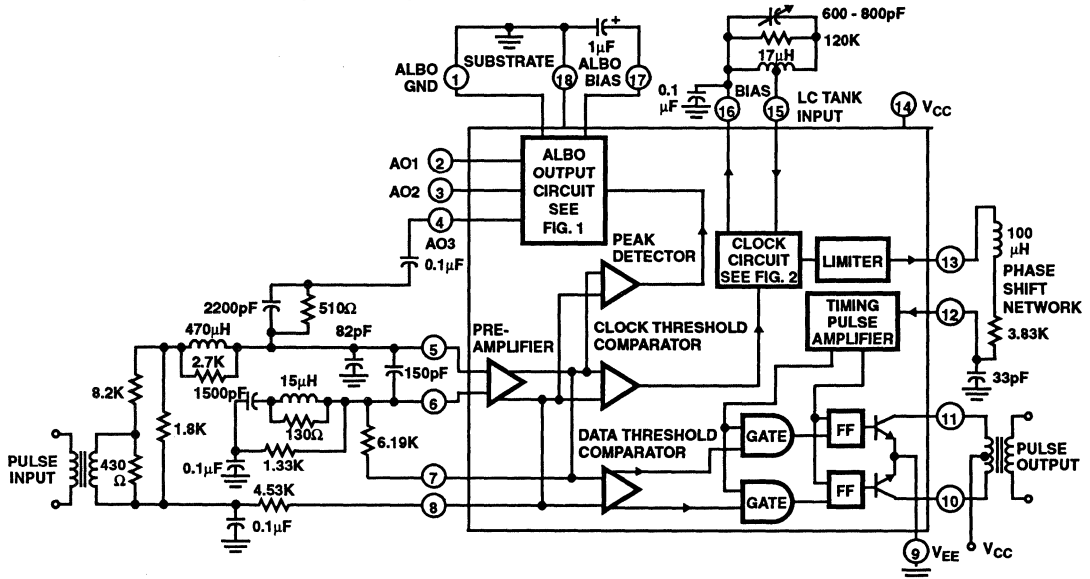 600 - 800pF
120K
17μH
+
1μF
SUBSTRATE
ALBO
BIAS
ALBO
GND
1
18
17
0.1
μF
BIAS
16
15
LC TANK
INPUT
14
VCC
AO1
2
AO2
3
4
AO3
0.1μF
ALBO
OUTPUT
CIRCUIT
SEE
FIG. 1
PEAK
DETECTOR
CLOCK
CIRCUIT
SEE FIG. 2
LIMITER
13
100
μH
PHASE
SHIFT
NETWORK
3.83K
33pF
TIMING
PULSE
AMPLIFIER
12
2200pF
510Ω
470μH
82pF
2.7K
5
PRE-
AMPLIFIER
CLOCK THRESHOLD
COMPARATOR
150pF
1500pF
15μH
6
8.2K
1.8K
130Ω
6.19K
0.1μF
1.33K
PULSE
INPUT
430
Ω
7
4.53K
8
0.1μF
DATA THRESHOLD
COMPARATOR
GATE
FF
11
GATE
FF
10
PULSE
OUTPUT
9
VEE
VCC